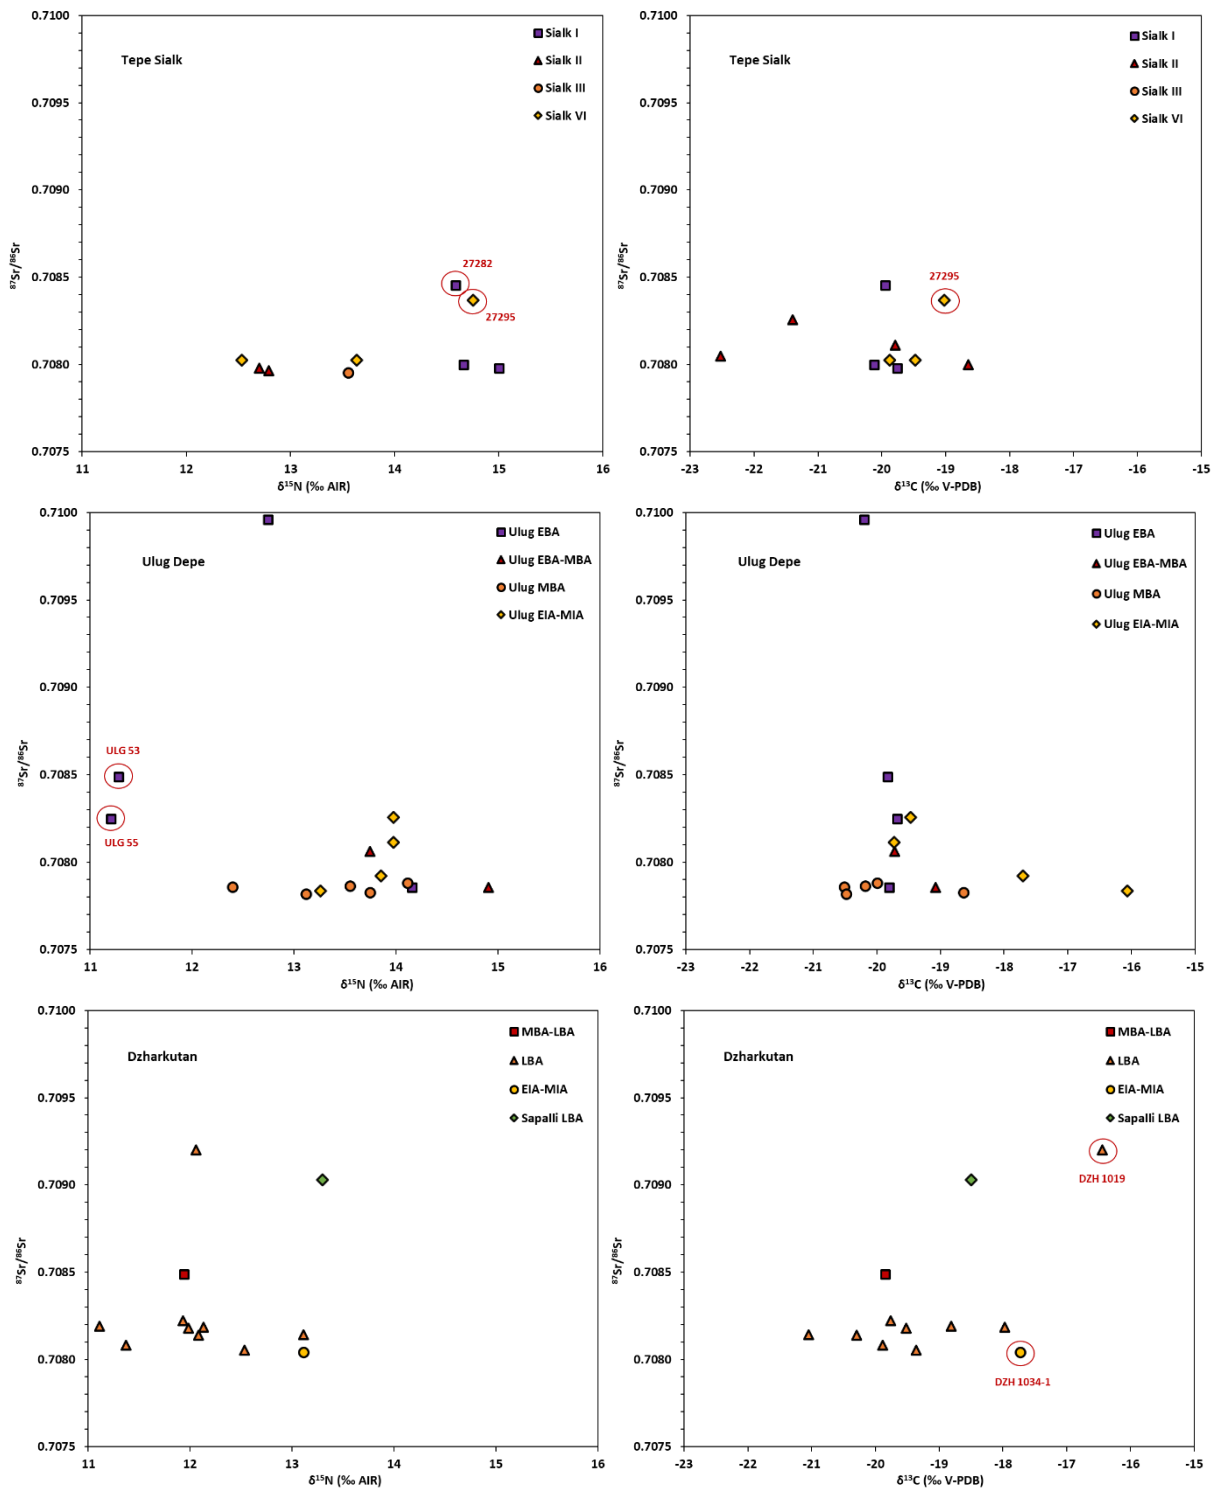 0.7100
0.7095
0.7090
0.7085
0.7080
0.7075
11 12 13 14 15 16
⁸⁷Sr/⁸⁶Sr
δ¹⁵N (‰ AIR)
Tepe Sialk
Sialk I
Sialk II
Sialk III
Sialk VI
27282
27295
0.7100
0.7095
0.7090
0.7085
0.7080
0.7075
-23 -22 -21 -20 -19 -18 -17 -16 -15
δ¹³C (‰ V-PDB)
Tepe Sialk
Sialk I
Sialk II
Sialk III
Sialk VI
27295
0.7100
0.7095
0.7090
0.7085
0.7080
0.7075
11 12 13 14 15 16
⁸⁷Sr/⁸⁶Sr
δ¹⁵N (‰ AIR)
Ulug Depe
Ulug EBA
Ulug EBA-MBA
Ulug MBA
Ulug EIA-MIA
ULG 53
ULG 55
0.7100
0.7095
0.7090
0.7085
0.7080
0.7075
-23 -22 -21 -20 -19 -18 -17 -16 -15
⁸⁷Sr/⁸⁶Sr
δ¹³C (‰ V-PDB)
Ulug Depe
Ulug EBA
Ulug EBA-MBA
Ulug MBA
Ulug EIA-MIA
0.7100
0.7095
0.7090
0.7085
0.7080
0.7075
11 12 13 14 15 16
⁸⁷Sr/⁸⁶Sr
δ¹⁵N (‰ AIR)
Dzharkutan
MBA-LBA
LBA
EIA-MIA
Sapalli LBA
0.7100
0.7095
0.7090
0.7085
0.7080
0.7075
-23 -22 -21 -20 -19 -18 -17 -16 -15
⁸⁷Sr/⁸⁶Sr
δ¹³C (‰ V-PDB)
Dzharkutan
MBA-LBA
LBA
EIA-MIA
Sapalli LBA
DZH 1019
DZH 1034-1